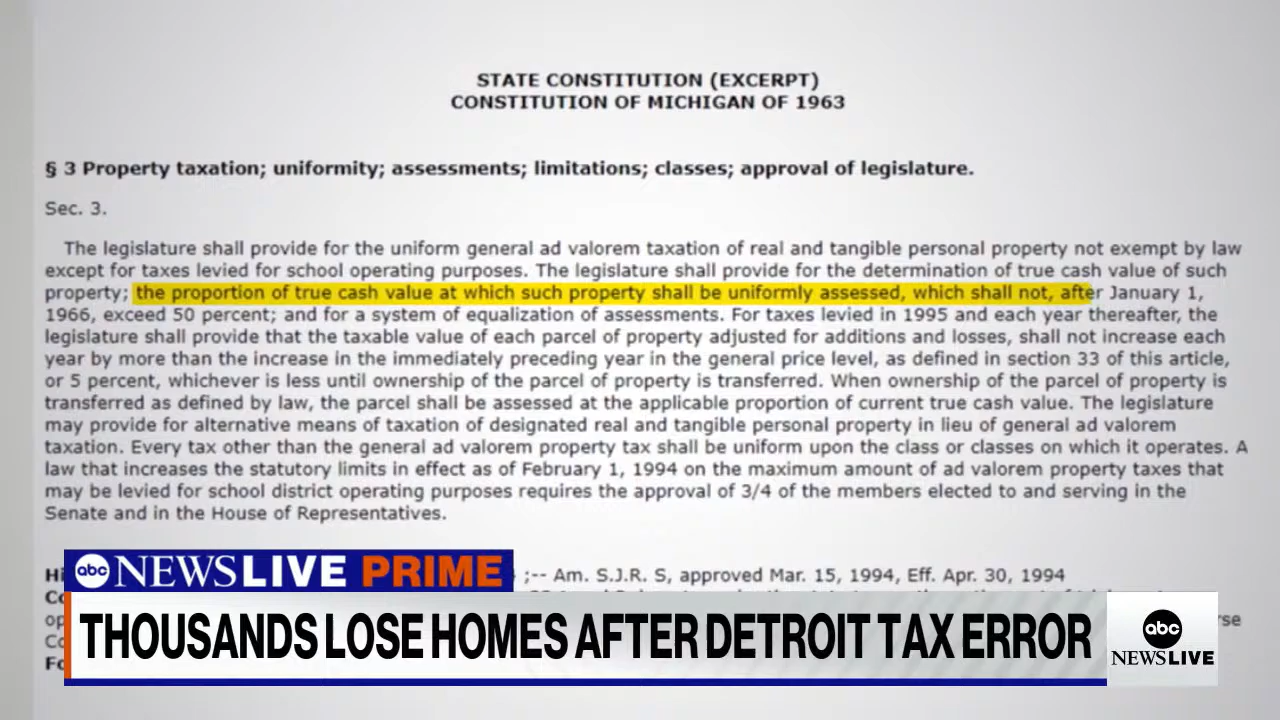 STATE CONSTITUTION (EXCERPT)
CONSTITUTION OF MICHIGAN OF 1963
§ 3 Property taxation; uniformity; assessments; limitations; classes; approval of legislature.
Sec. 3.
The legislature shall provide for the uniform general ad valorem taxation of real and tangible personal property not exempt by law
except for taxes levied for school operating purposes. The legislature shall provide for the determination of true cash value of such
property; the proportion of true cash value at which such property shall be uniformly assessed, which shall not, after January 1,
1966, exceed 50 percent; and for a system of equalization of assessments. For taxes levied in 1995 and each year thereafter, the
legislature shall provide that the taxable value of each parcel of property adjusted for additions and losses, shall not increase each
year by more than the increase in the immediately preceding year in the general price level, as defined in section 33 of this article,
or 5 percent, whichever is less until ownership of the parcel of property is transferred. When ownership of the parcel of property is
transferred as defined by law, the parcel shall be assessed at the applicable proportion of current true cash value. The legislature
may provide for alternative means of taxation of designated real and tangible personal property in lieu of general ad valorem
taxation. Every tax other than the general ad valorem property tax shall be uniform upon the class or classes on which it operates. A
law that increases the statutory limits in effect as of February 1, 1994 on the maximum amount of ad valorem property taxes that
may be levied for school district operating purposes requires the approval of 3/4 of the members elected to and serving in the
Senate and in the House of Representatives.
;-- Am. S.J.R. S, approved Mar. 15, 1994, Eff. Apr. 30, 1994
abc NEWS LIVE PRIME
THOUSANDS LOSE HOMES AFTER DETROIT TAX ERROR
abc
NEWS LIVE